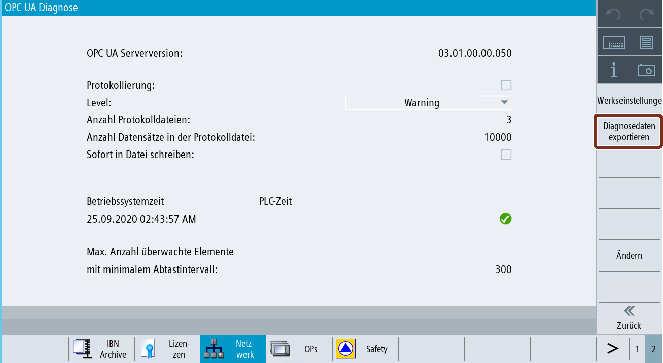 OPC UA Diagnose
OPC UA Serverversion: 03.01.00.00.050
Protokollierung:
Level: Warning
Anzahl Protokolldateien: 3
Anzahl Datensätze in der Protokolldatei: 10000
Sofort in Datei schreiben:
Betriebssystemzeit PLC-Zeit
25.09.2020 02:43:57 AM
Max. Anzahl überwachte Elemente
mit minimalem Abtastintervall: 300
Werkseinstellunge
Diagnosedaten
exportieren
Ändern
Zurück
IBN
Archive
Lizen-
zen
Netz-
werk
OPs
Safety
> 1 2